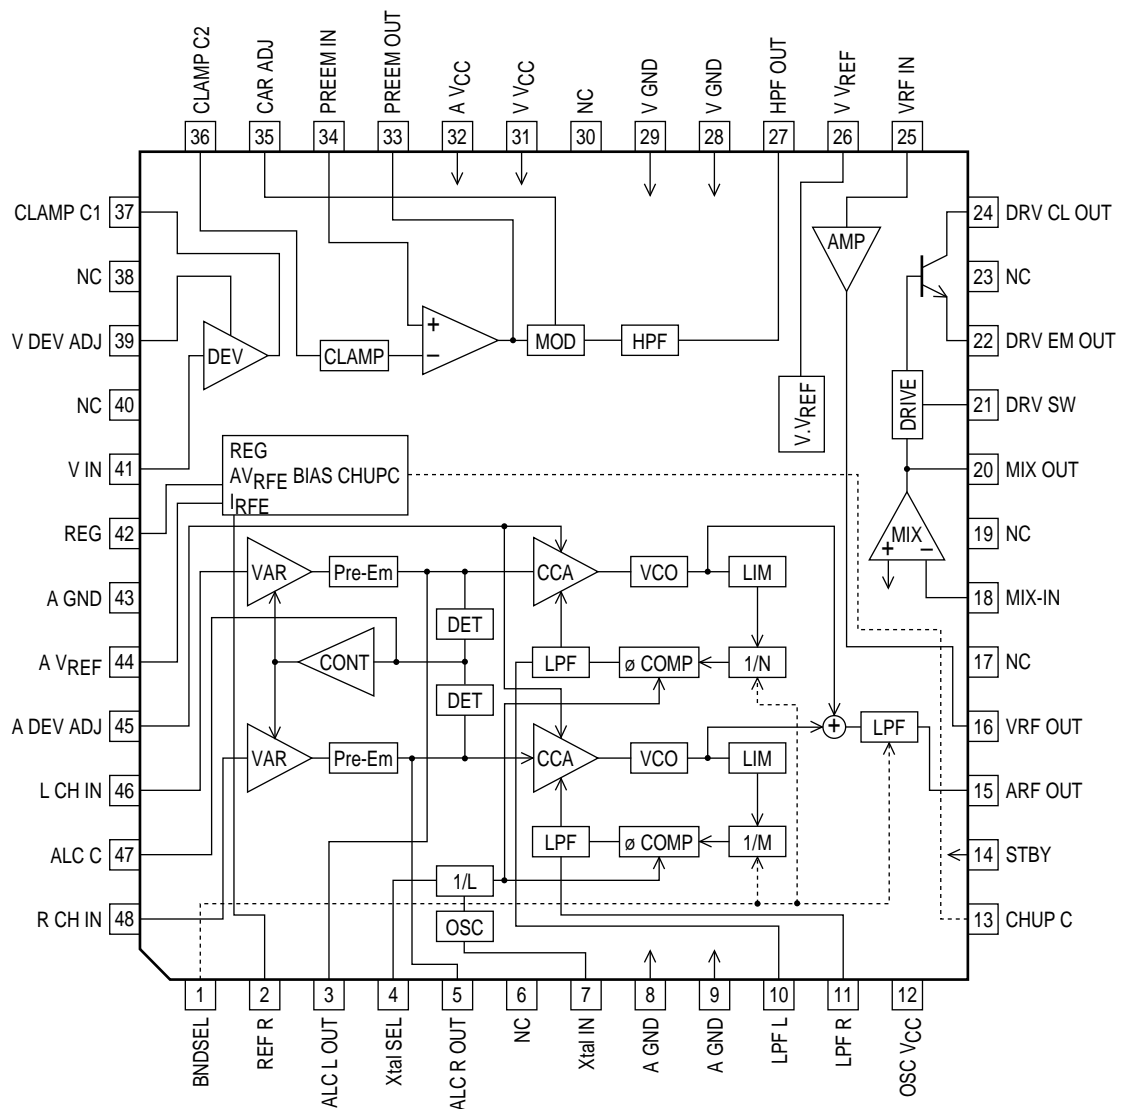 CLAMP C2
CAR ADJ
PREEM IN
PREEM OUT
A VCC
V VCC
NC
V GND
V GND
HPF OUT
V VREF
VRF IN
36
35
34
33
32
31
30
29
28
27
26
25
CLAMP C1
37
NC
38
V DEV ADJ
39
NC
40
V IN
41
REG
42
A GND
43
A VREF
44
A DEV ADJ
45
L CH IN
46
ALC C
47
R CH IN
48
24
DRV CL OUT
23
NC
22
DRV EM OUT
21
DRV SW
20
MIX OUT
19
NC
18
MIX-IN
17
NC
16
VRF OUT
15
ARF OUT
14
STBY
13
CHUP C
AMP
DEV
CLAMP
+
−
MOD
HPF
V.VREF
DRIVE
REG
AVRFE BIAS CHUPC
IRFE
MIX
+
−
VAR
Pre-Em
CCA
VCO
LIM
DET
CONT
LPF
ø COMP
1/N
DET
VAR
Pre-Em
CCA
VCO
LIM
+
LPF
LPF
ø COMP
1/M
1/L
OSC
1
2
3
4
5
6
7
8
9
10
11
12
BNDSEL
REF R
ALC L OUT
Xtal SEL
ALC R OUT
NC
Xtal IN
A GND
A GND
LPF L
LPF R
OSC VCC